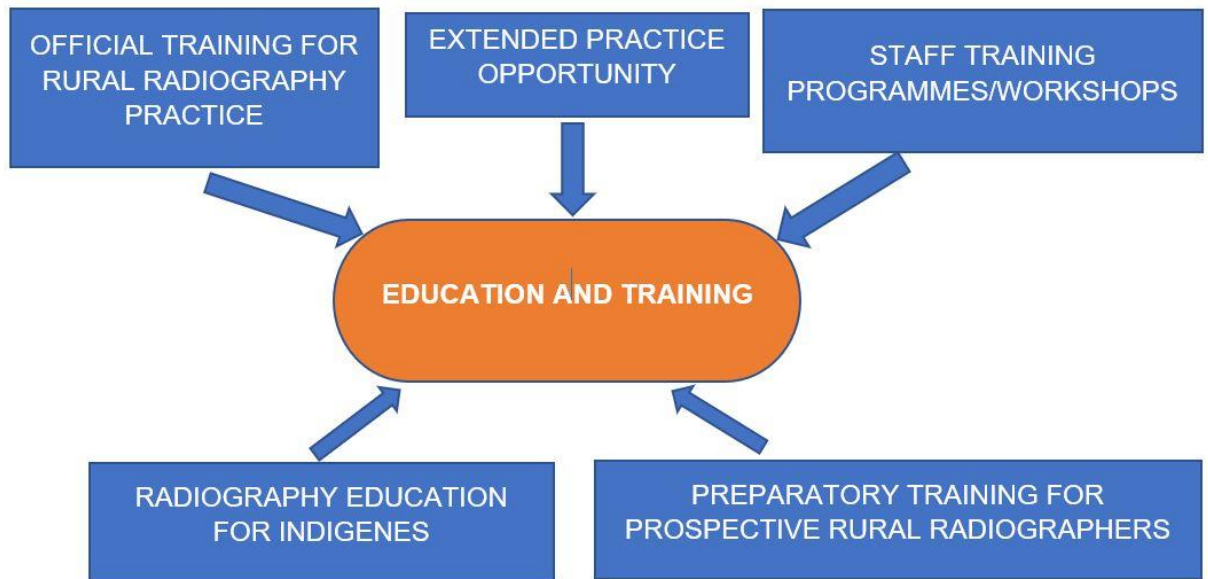 OFFICIAL TRAINING FOR
RURAL RADIOGRAPHY
PRACTICE
EXTENDED PRACTICE
OPPORTUNITY
STAFF TRAINING
PROGRAMMES/WORKSHOPS
EDUCATION AND TRAINING
RADIOGRAPHY EDUCATION
FOR INDIGENES
PREPARATORY TRAINING FOR
PROSPECTIVE RURAL RADIOGRAPHERS